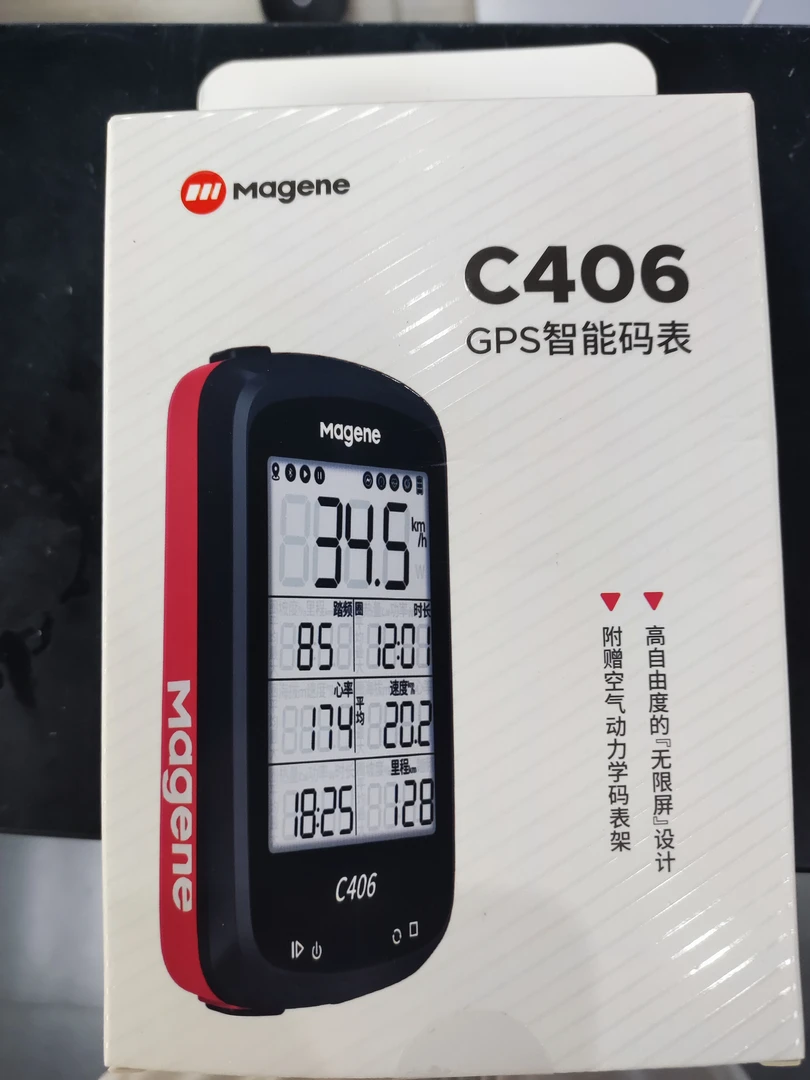 Magene
C406
GPS智能码表
Magene
34.5
km
/h
踏频
圈
时长
85
12:01
心率
平均
速度
174
20.2
里程km
18:25
128
C406
Magene
高自由度的『无限屏』设计
附赠空气动力学码表架